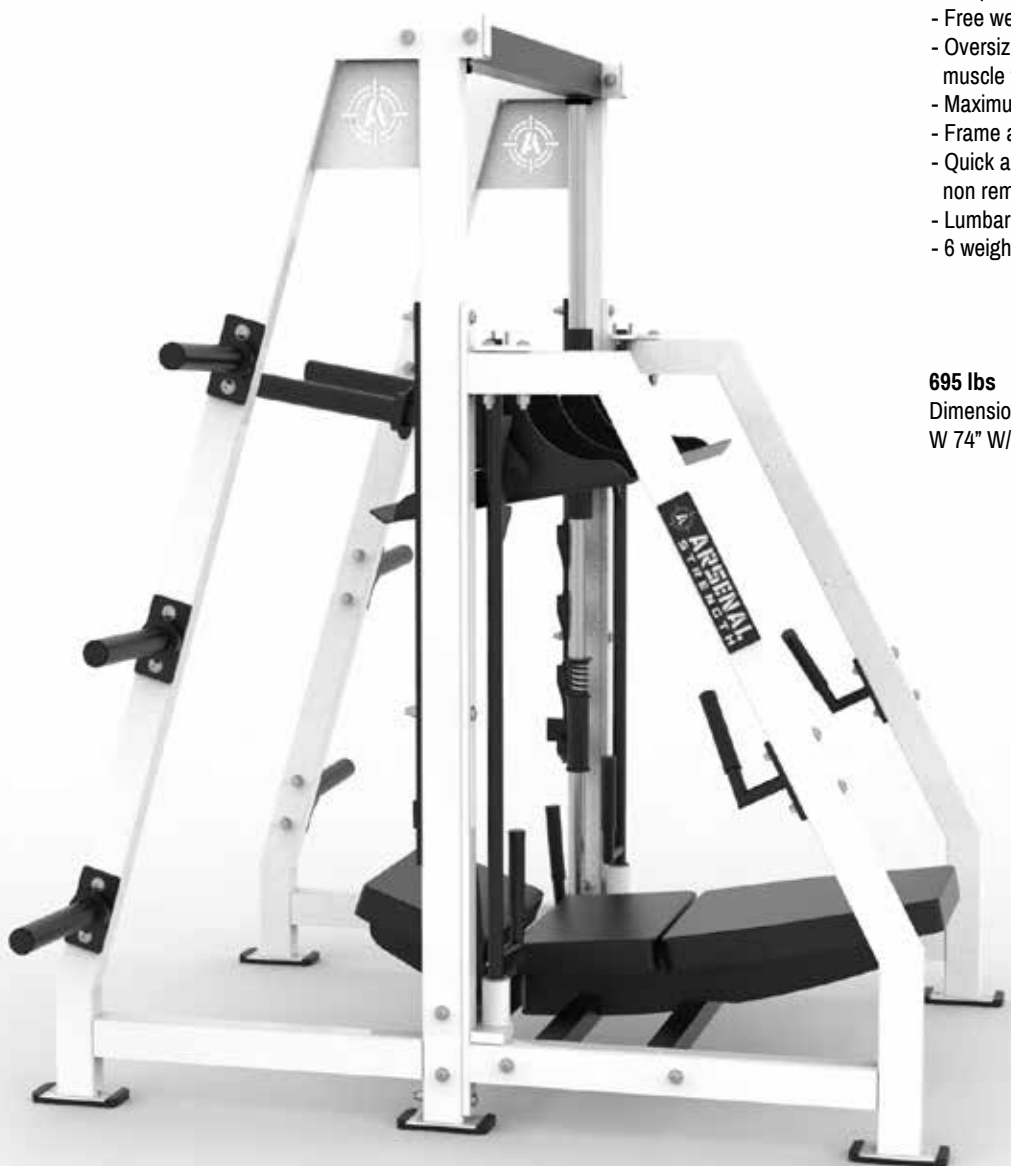 - Free we
- Oversiz
muscle
- Maximu
- Frame a
- Quick a
non rem
- Lumbar
- 6 weigh
695 lbs
Dimensio
W 74” W/
ARSENAL
STRENGTH